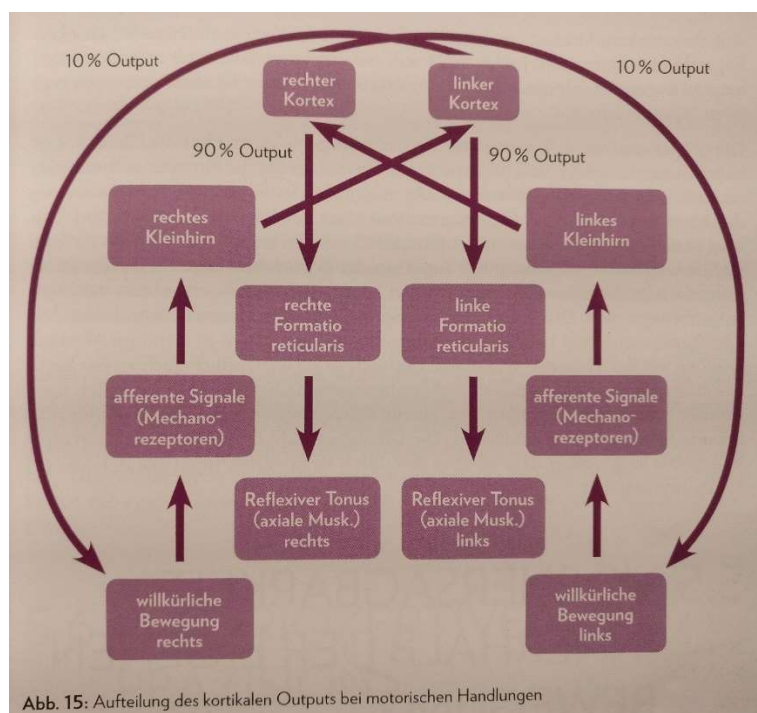 10 % Output
10 % Output
rechter
Kortex
linker
Kortex
90 % Output
90 % Output
rechtes
Kleinhirn
linkes
Kleinhirn
rechte
Formatio
reticularis
linke
Formatio
reticularis
afferente Signale
(Mechano-
rezeptoren)
afferente Signale
(Mechano-
rezeptoren)
Reflexiver Tonus
(axiale Musk.)
rechts
Reflexiver Tonus
(axiale Musk.)
links
willkürliche
Bewegung
rechts
willkürliche
Bewegung
links
Abb. 15: Aufteilung des kortikalen Outputs bei motorischen Handlungen